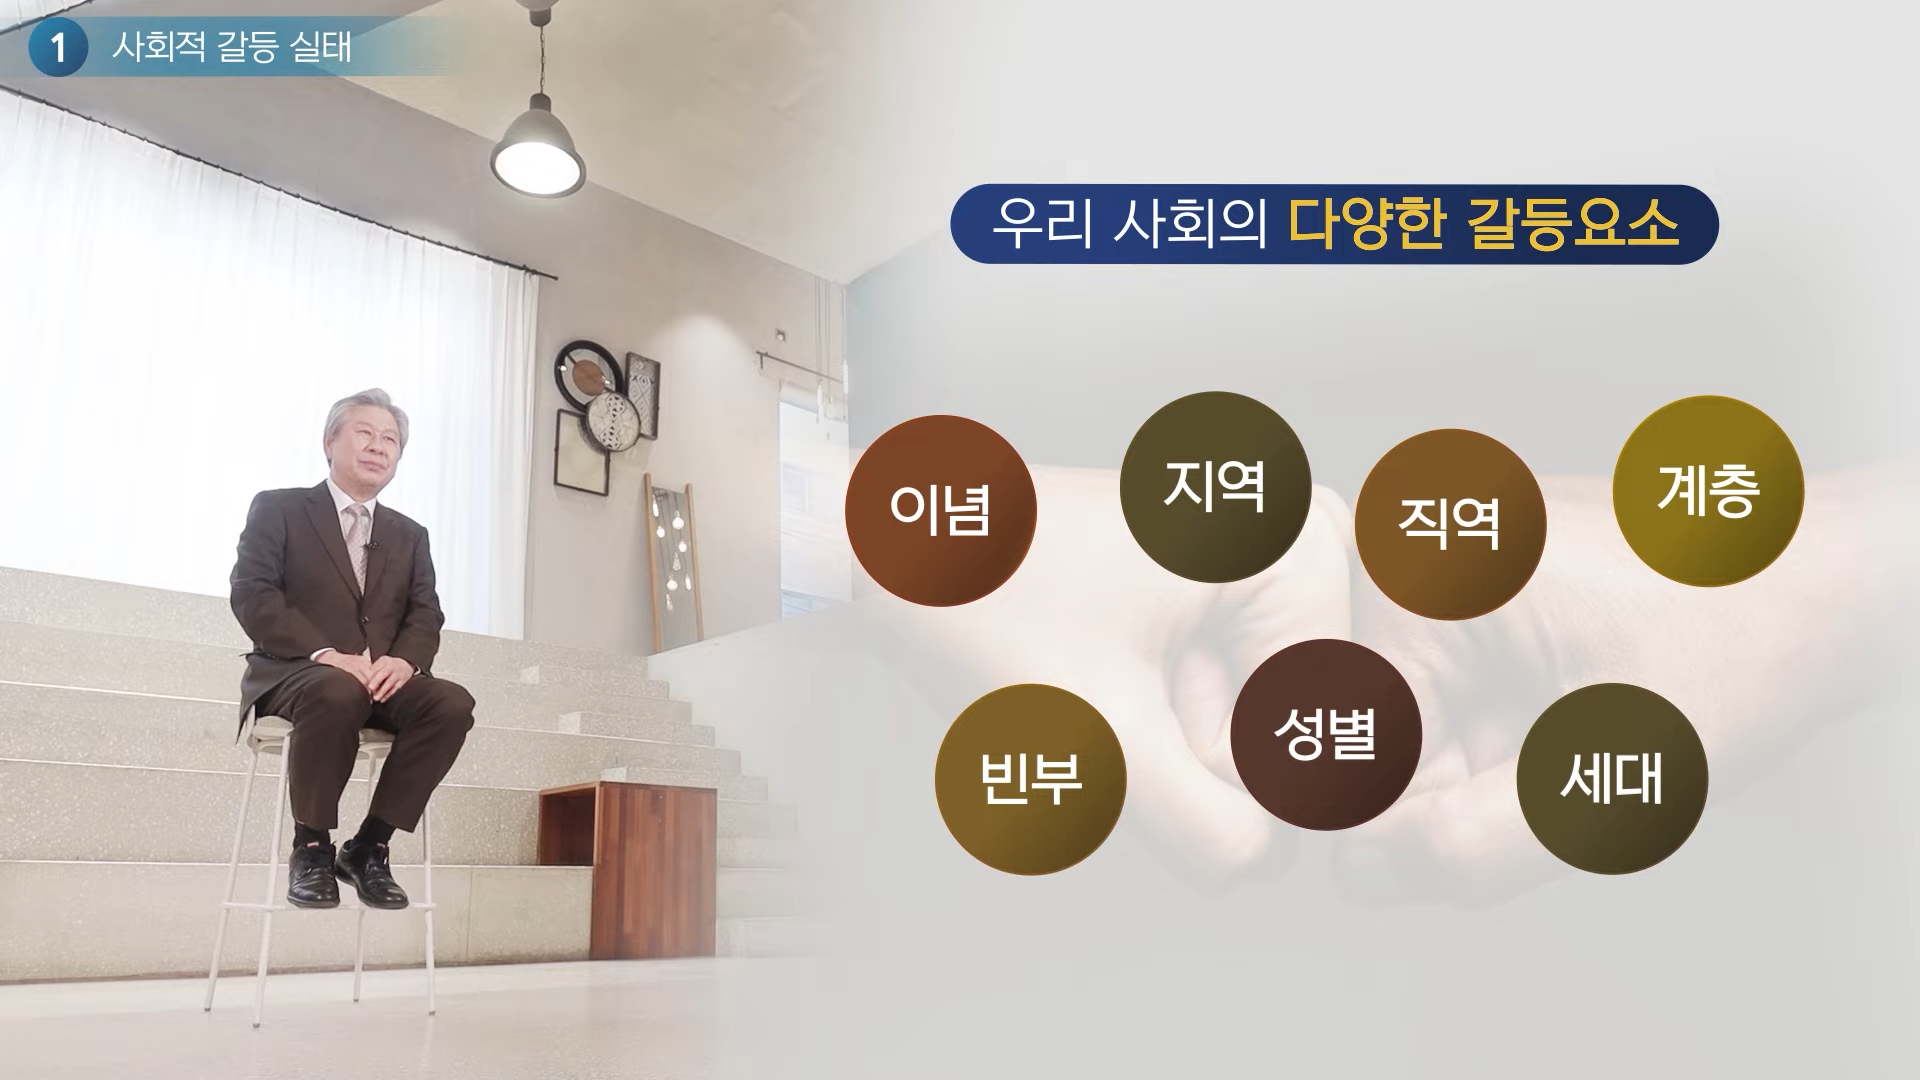 1 사회적 갈등 실태
우리 사회의 다양한 갈등요소
이념 지역 직역 계층
빈부 성별 세대